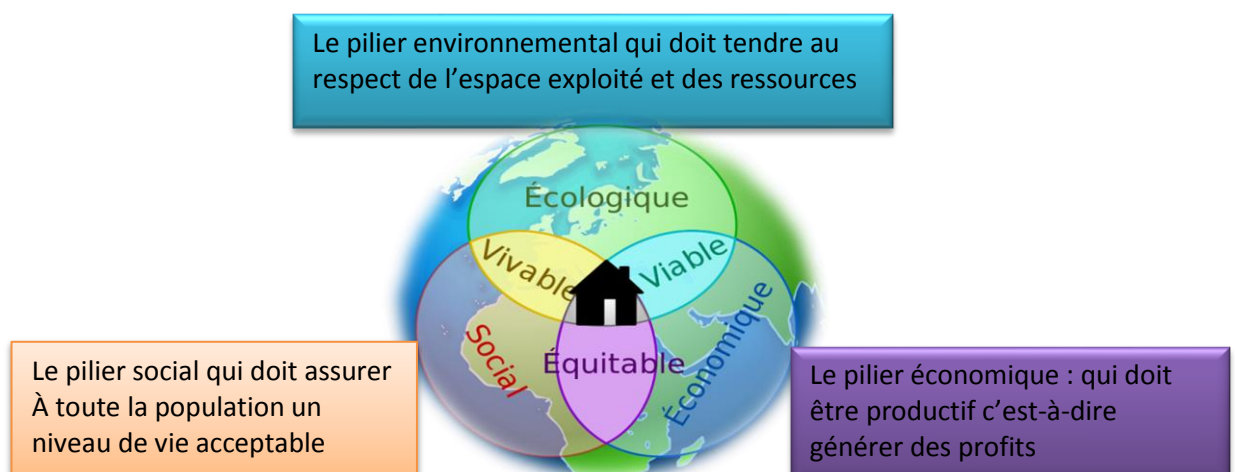 Le pilier environnemental qui doit tendre au
respect de l’espace exploité et des ressources
Écologique
Vivable
Viable
Social
Équitable
Économique
Le pilier social qui doit assurer
À toute la population un
niveau de vie acceptable
Le pilier économique : qui doit
être productif c’est-à-dire
générer des profits